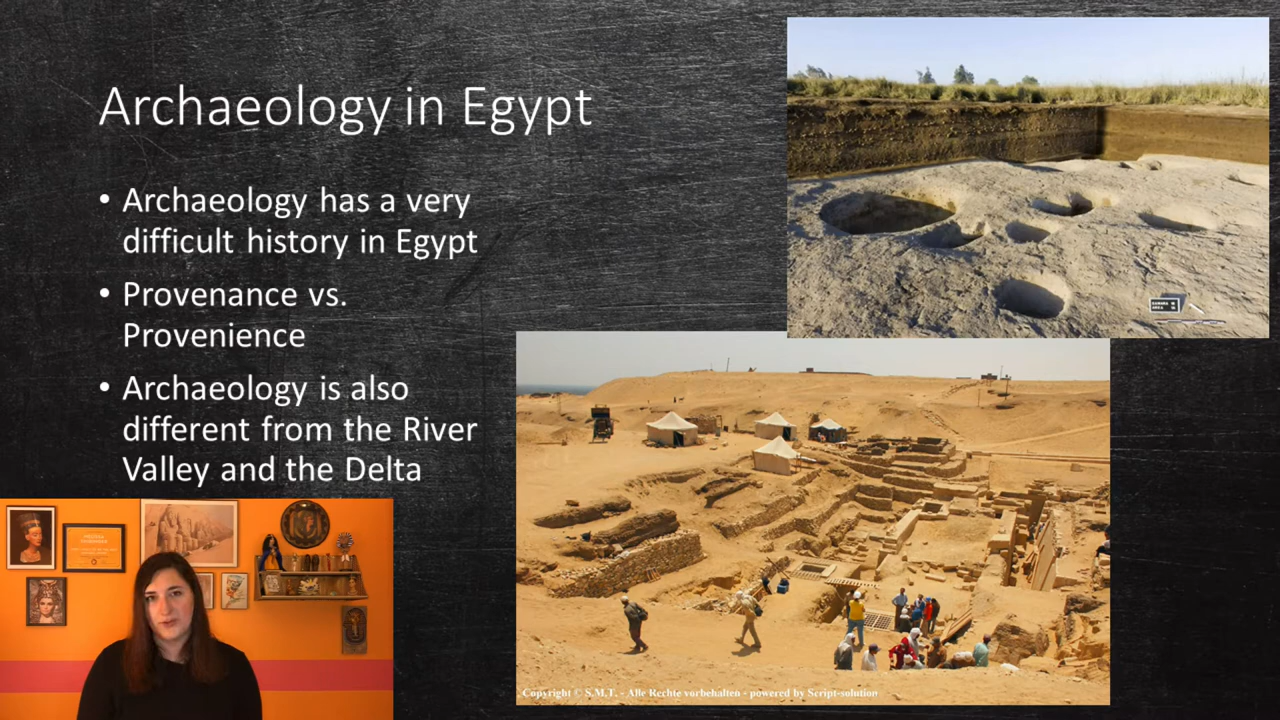 Archaeology in Egypt
• Archaeology has a very
difficult history in Egypt
• Provenance vs.
Provenience
• Archaeology is also
different from the River
Valley and the Delta
Copyright © S.M.T. - Alle Rechte vorbehalten - powered by Script-solution